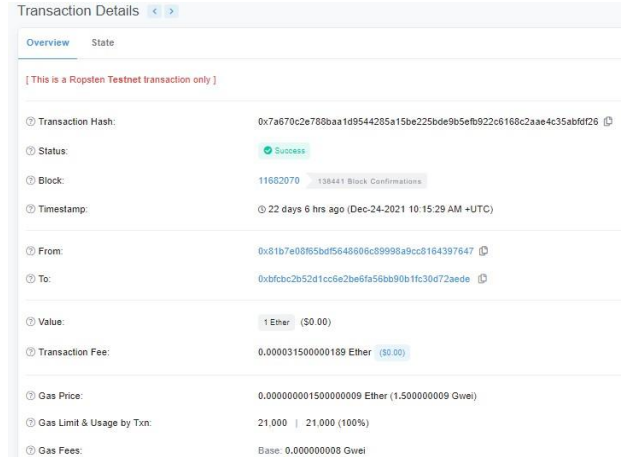 Transaction Details < >
Overview State
[ This is a Ropsten Testnet transaction only ]
Transaction Hash: 0x7a670c2e788baa1d9544285a15be225bde9b5efb922c6168c2aae4c35abfdf26
Status: Success
Block: 11682070 138441 Block Confirmations
Timestamp: 22 days 6 hrs ago (Dec-24-2021 10:15:29 AM +UTC)
From: 0x81b7e08f65bdf5648606c89998a9cc8164397647
To: 0xbfcbc2b52d1cc6e2be6fa56bb90b1fc30d72aede
Value: 1 Ether ($0.00)
Transaction Fee: 0.000031500000189 Ether ($0.00)
Gas Price: 0.000000001500000009 Ether (1.500000009 Gwei)
Gas Limit & Usage by Txn: 21,000 | 21,000 (100%)
Gas Fees: Base: 0.000000008 Gwei